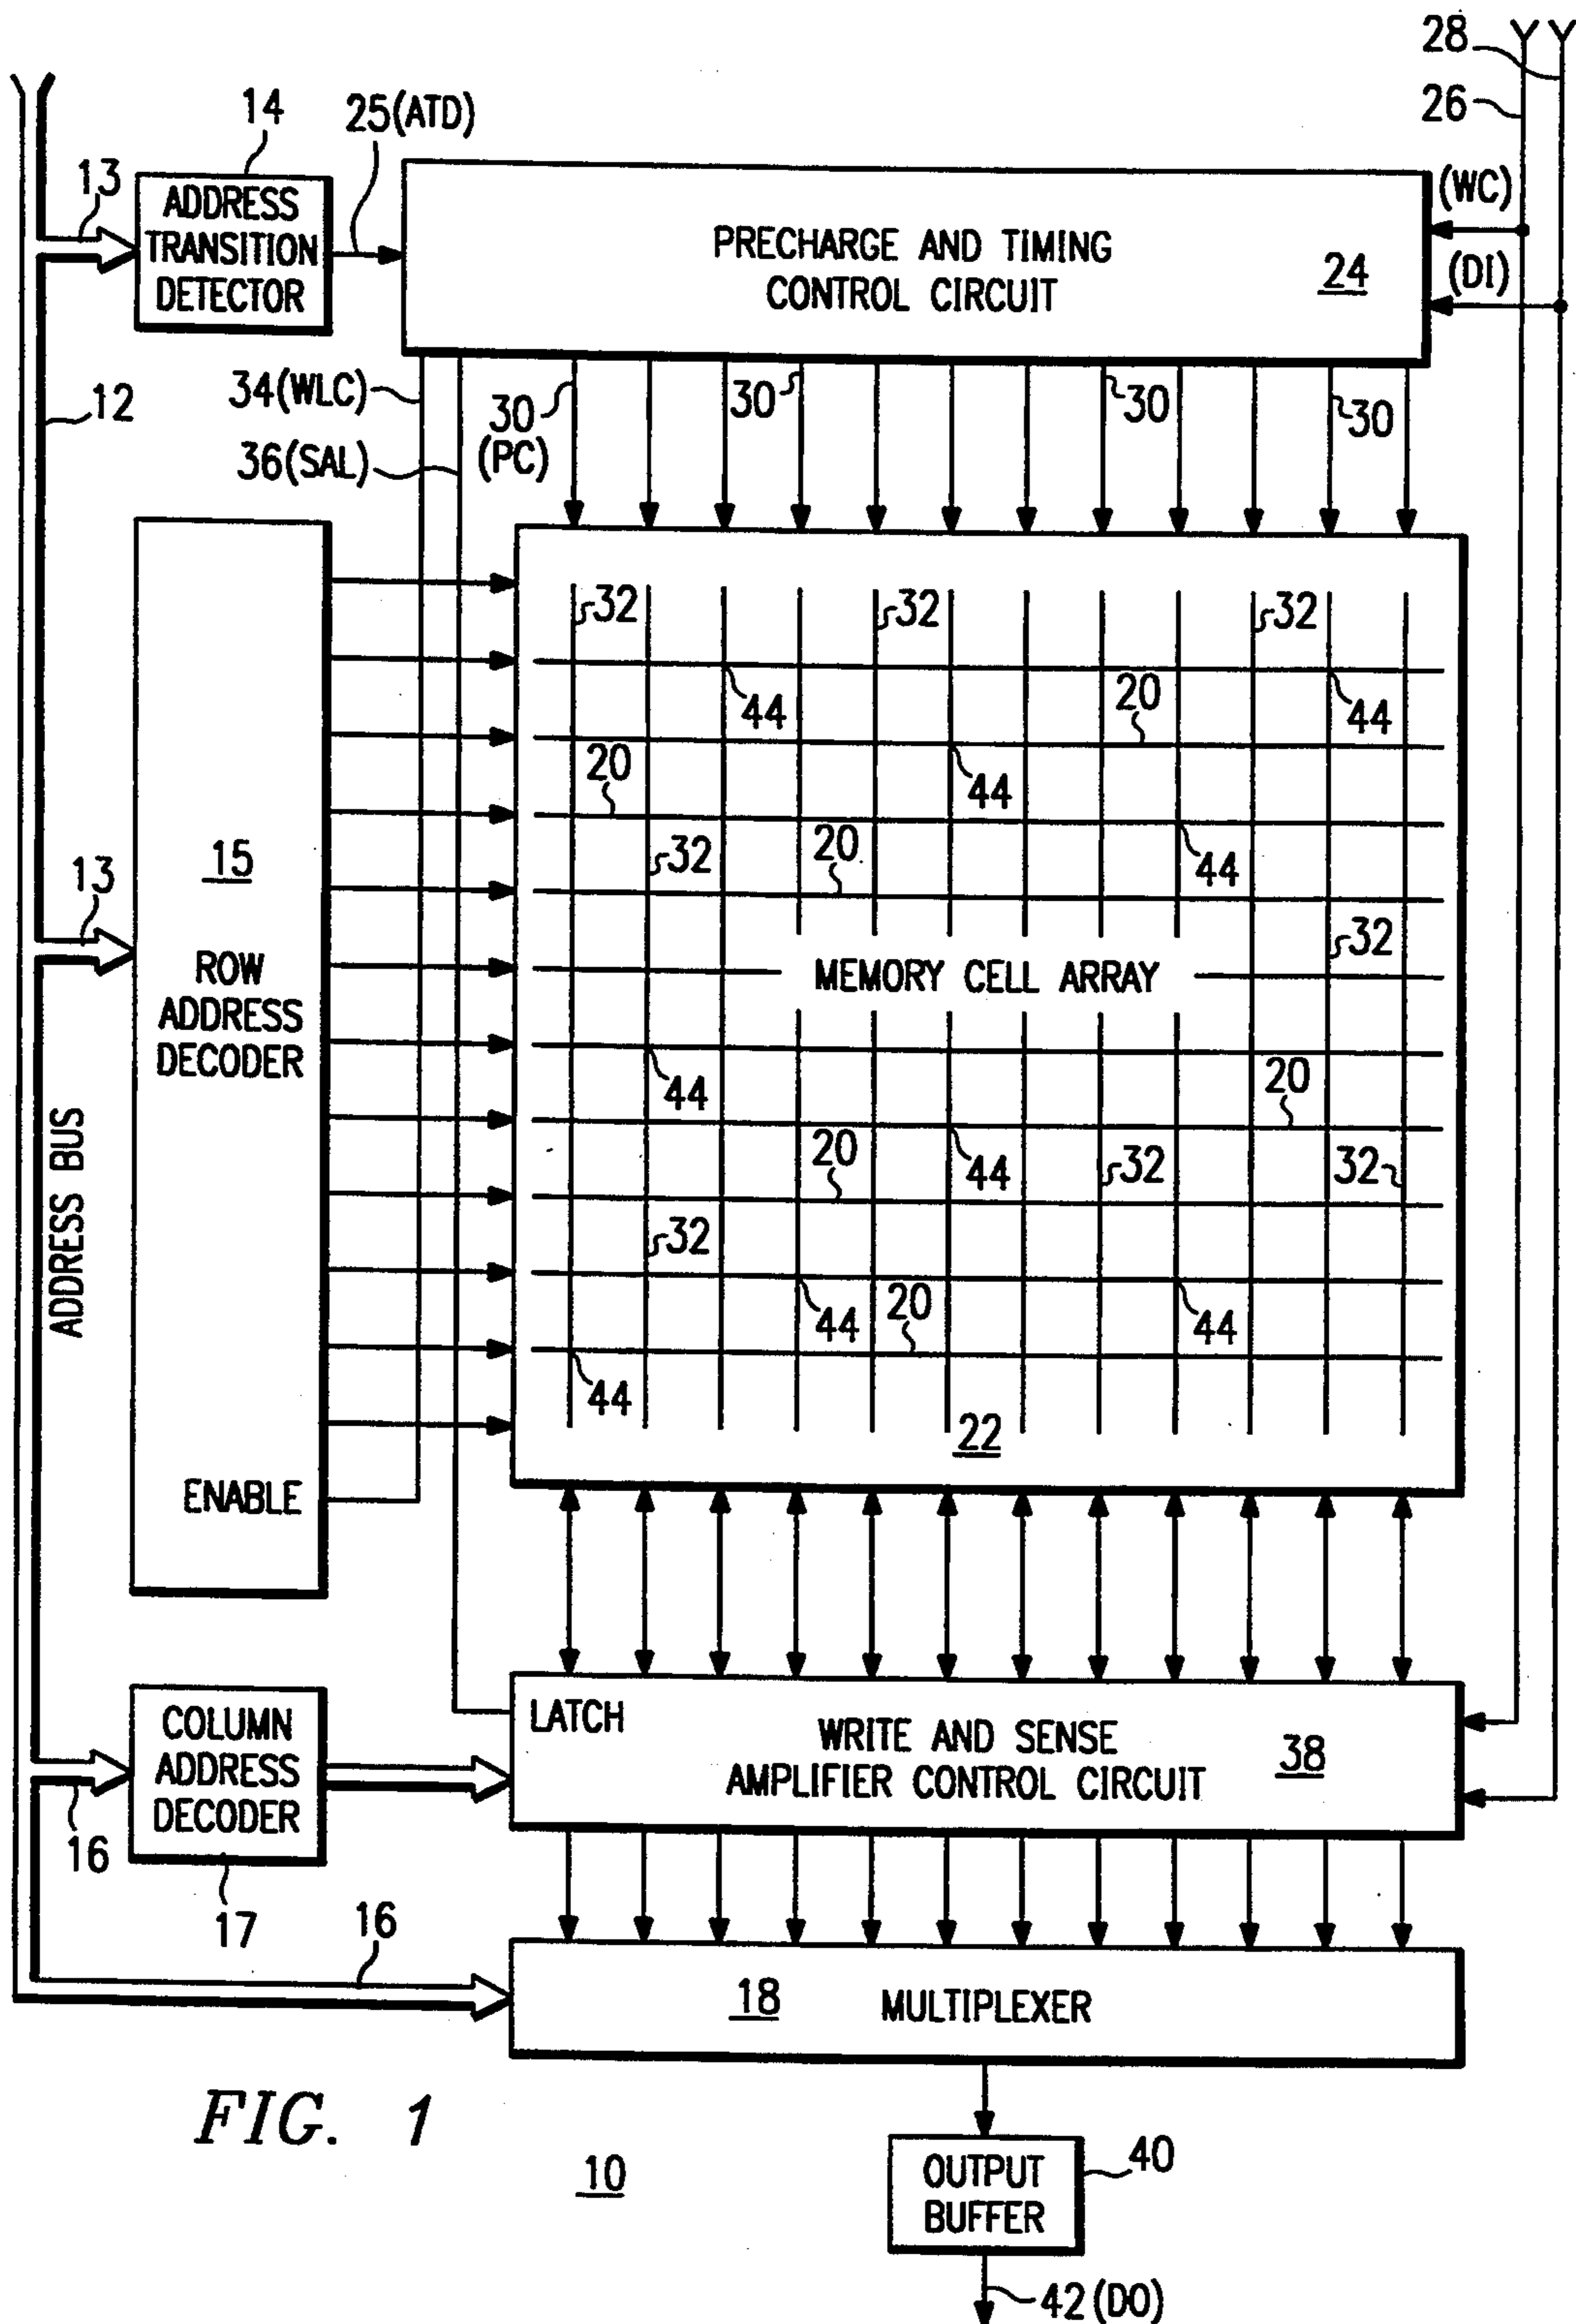 28
26
14
25(ATD)
13
ADDRESS
TRANSITION
DETECTOR
PRECHARGE AND TIMING
CONTROL CIRCUIT
24
(WC)
(DI)
12
34(WLC)
36(SAL)
30
(PC)
30
30
30
32
32
32
44
20
44
20
44
15
32
20
44
13
32
ROW
ADDRESS
DECODER
MEMORY CELL ARRAY
44
20
ADDRESS BUS
20
44
32
32
32
44
20
44
44
22
ENABLE
LATCH
COLUMN
ADDRESS
DECODER
WRITE AND SENSE
AMPLIFIER CONTROL CIRCUIT
38
16
17
16
18
MULTIPLEXER
FIG. 1
10
OUTPUT
BUFFER
40
42(DO)